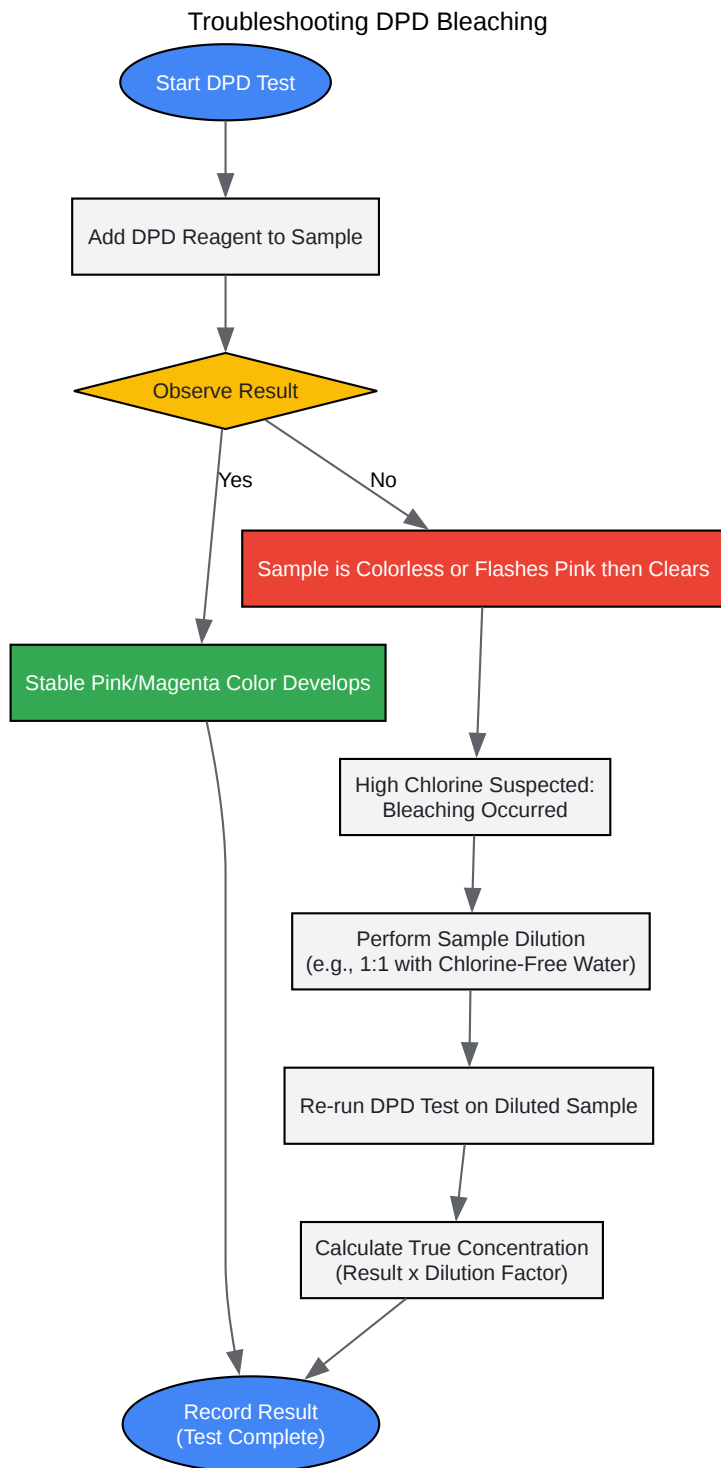 Troubleshooting DPD Bleaching
Start DPD Test
Add DPD Reagent to Sample
Observe Result
Yes
No
Sample is Colorless or Flashes Pink then Clears
Stable Pink/Magenta Color Develops
High Chlorine Suspected:
Bleaching Occurred
Perform Sample Dilution
(e.g., 1:1 with Chlorine-Free Water)
Re-run DPD Test on Diluted Sample
Calculate True Concentration
(Result x Dilution Factor)
Record Result
(Test Complete)